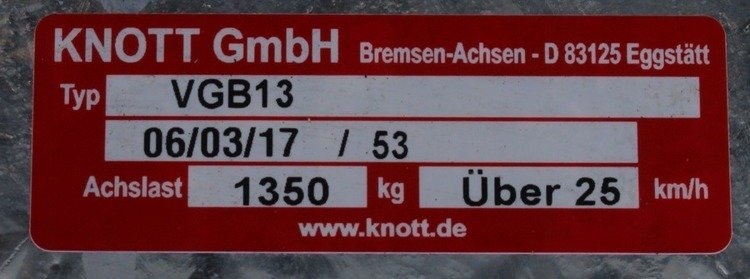 KNOTT GmbH Bremsen-Achsen - D 83125 Eggstätt
Typ VGB13
06/03/17 / 53
Achslast 1350 kg Über 25 km/h
www.knott.de